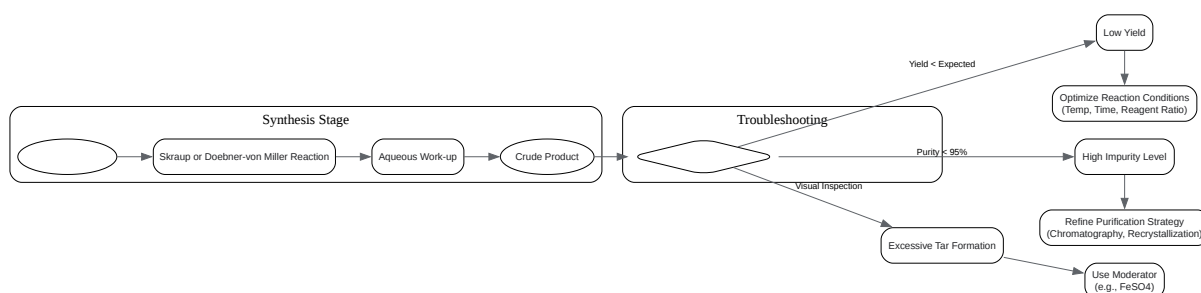 Low Yield
Yield < Expected
Optimize Reaction Conditions
(Temp, Time, Reagent Ratio)
Synthesis Stage
Troubleshooting
Skraup or Doebner-von Miller Reaction
Aqueous Work-up
Crude Product
Purity < 95%
High Impurity Level
Visual Inspection
Refine Purification Strategy
(Chromatography, Recrystallization)
Excessive Tar Formation
Use Moderator
(e.g., FeSO4)